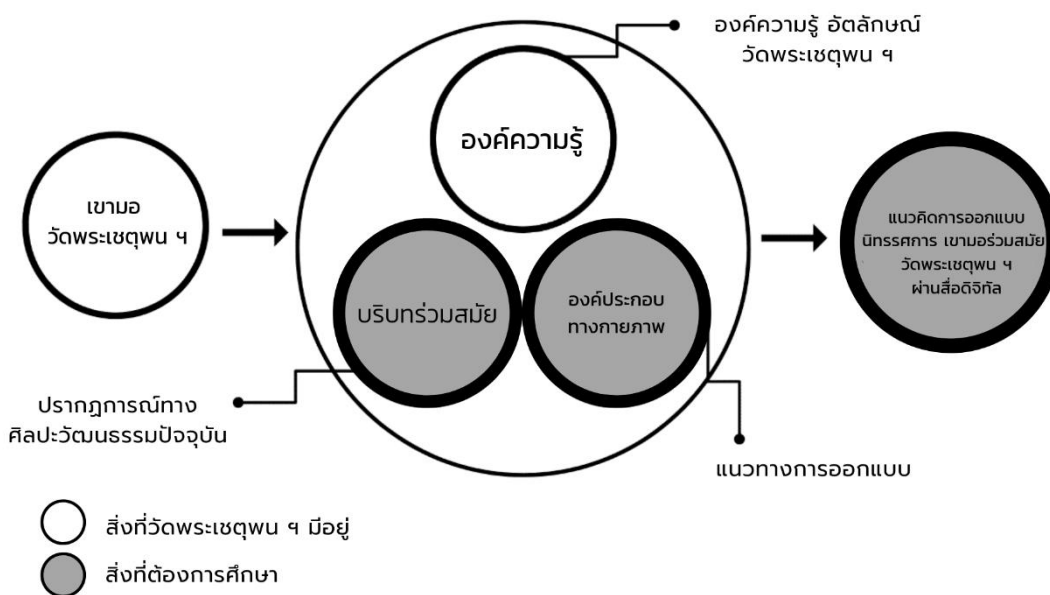 องค์ความรู้ อัตลักษณ์
วัดพระเชตุพน ฯ
องค์ความรู้
เขามอ
วัดพระเชตุพน ฯ
แนวคิดการออกแบบ
นิทรรศการ เขามอร่วมสมัย
วัดพระเชตุพน ฯ
ผ่านสื่อดิจิทัล
บริบทร่วมสมัย
องค์ประกอบ
ทางกายภาพ
ปรากฏการณ์ทาง
ศิลปะวัฒนธรรมปัจจุบัน
แนวทางการออกแบบ
สิ่งที่วัดพระเชตุพน ฯ มีอยู่
สิ่งที่ต้องการศึกษา